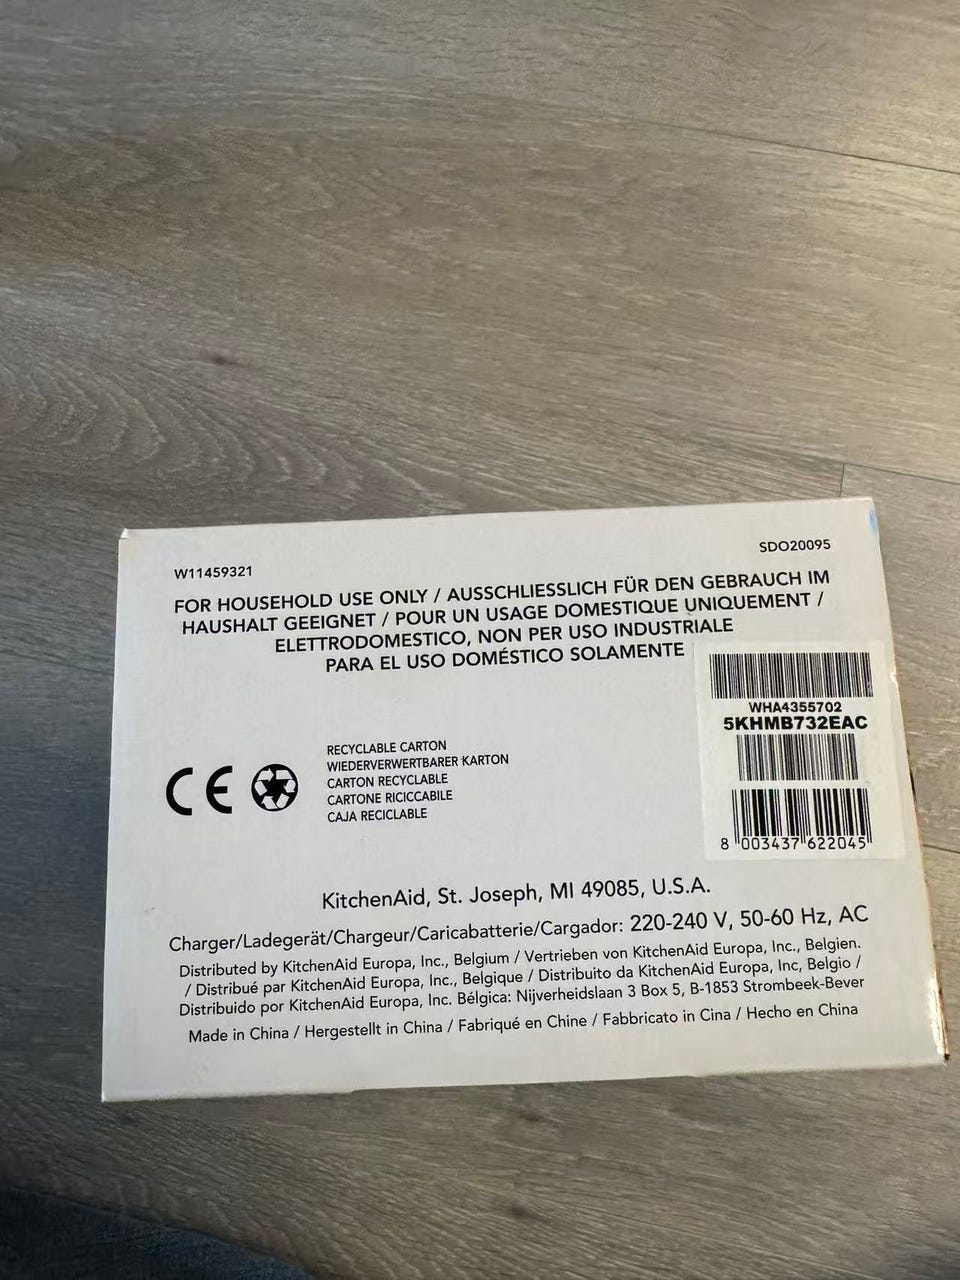 W11459321
SDO20095
FOR HOUSEHOLD USE ONLY / AUSSCHLIESSLICH FÜR DEN GEBRAUCH IM
HAUSHALT GEEIGNET / POUR UN USAGE DOMESTIQUE UNIQUEMENT /
ELETTRODOMESTICO, NON PER USO INDUSTRIALE
PARA EL USO DOMÉSTICO SOLAMENTE
WHA4355702
5KHMB732EAC
8 003437 622045
CE
RECYCLABLE CARTON
WIEDERVERWERTBARER KARTON
CARTON RECYCLABLE
CARTONE RICICCABILE
CAJA RECICLABLE
KitchenAid, St. Joseph, MI 49085, U.S.A.
Charger/Ladegerät/Chargeur/Caricabatterie/Cargador: 220-240 V, 50-60 Hz, AC
Distributed by KitchenAid Europa, Inc., Belgium / Vertrieben von KitchenAid Europa, Inc., Belgien.
/ Distribué par KitchenAid Europa, Inc., Belgique / Distribuito da KitchenAid Europa, Inc, Belgio /
Distribuido por KitchenAid Europa, Inc. Bélgica: Nijverheidslaan 3 Box 5, B-1853 Strombeek-Bever
Made in China / Hergestellt in China / Fabriqué en Chine / Fabbricato in Cina / Hecho en China